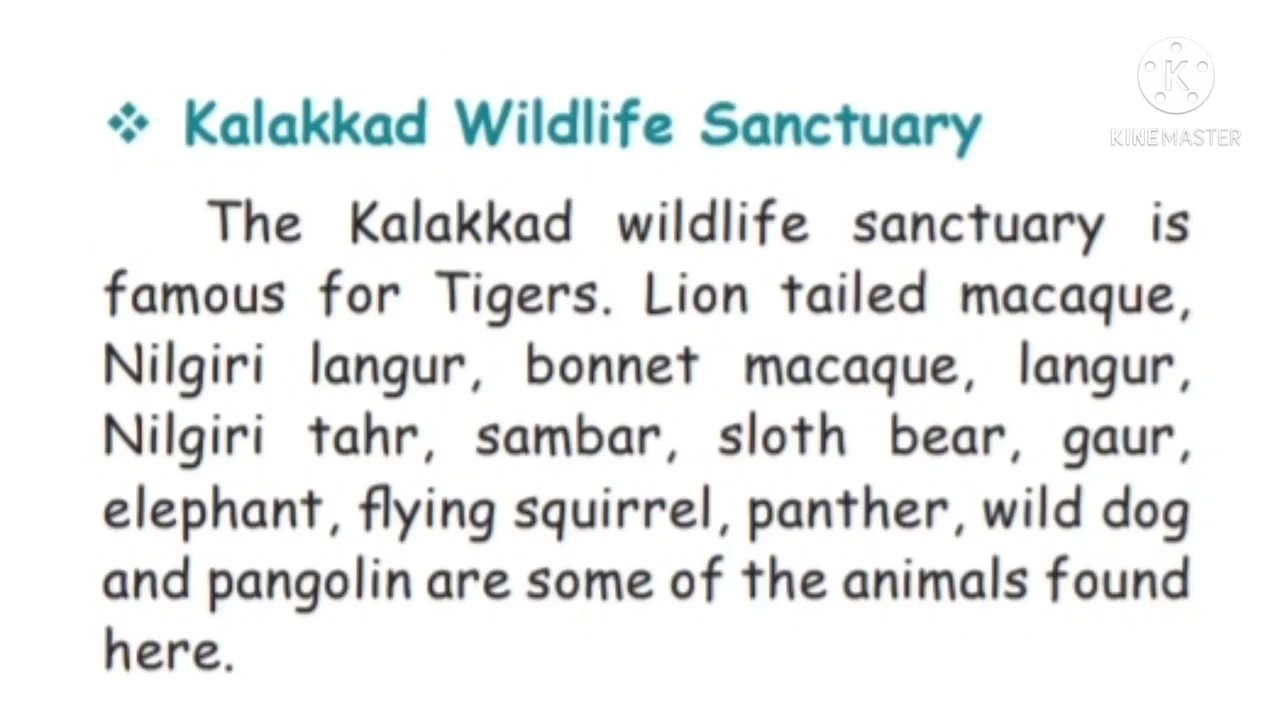 ❖ Kalakkad Wildlife Sanctuary
K
KINEMASTER
The Kalakkad wildlife sanctuary is
famous for Tigers. Lion tailed macaque,
Nilgiri langur, bonnet macaque, langur,
Nilgiri tahr, sambar, sloth bear, gaur,
elephant, flying squirrel, panther, wild dog
and pangolin are some of the animals found
here.